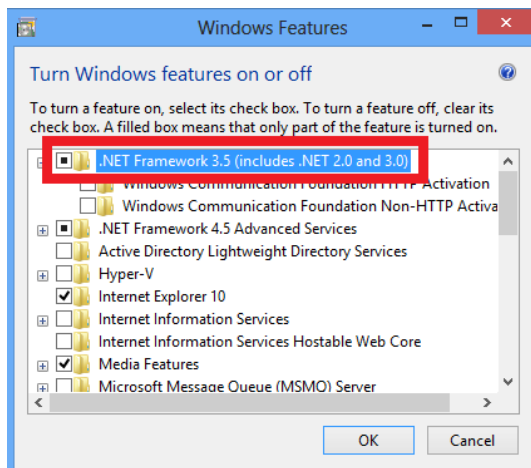 Windows Features
Turn Windows features on or off
To turn a feature on, select its check box. To turn a feature off, clear its
check box. A filled box means that only part of the feature is turned on.
.NET Framework 3.5 (includes .NET 2.0 and 3.0)
Windows Communication Foundation HTTP Activation
Windows Communication Foundation Non-HTTP Activa
.NET Framework 4.5 Advanced Services
Active Directory Lightweight Directory Services
Hyper-V
Internet Explorer 10
Internet Information Services
Internet Information Services Hostable Web Core
Media Features
Microsoft Message Queue (MSMQ) Server
OK
Cancel